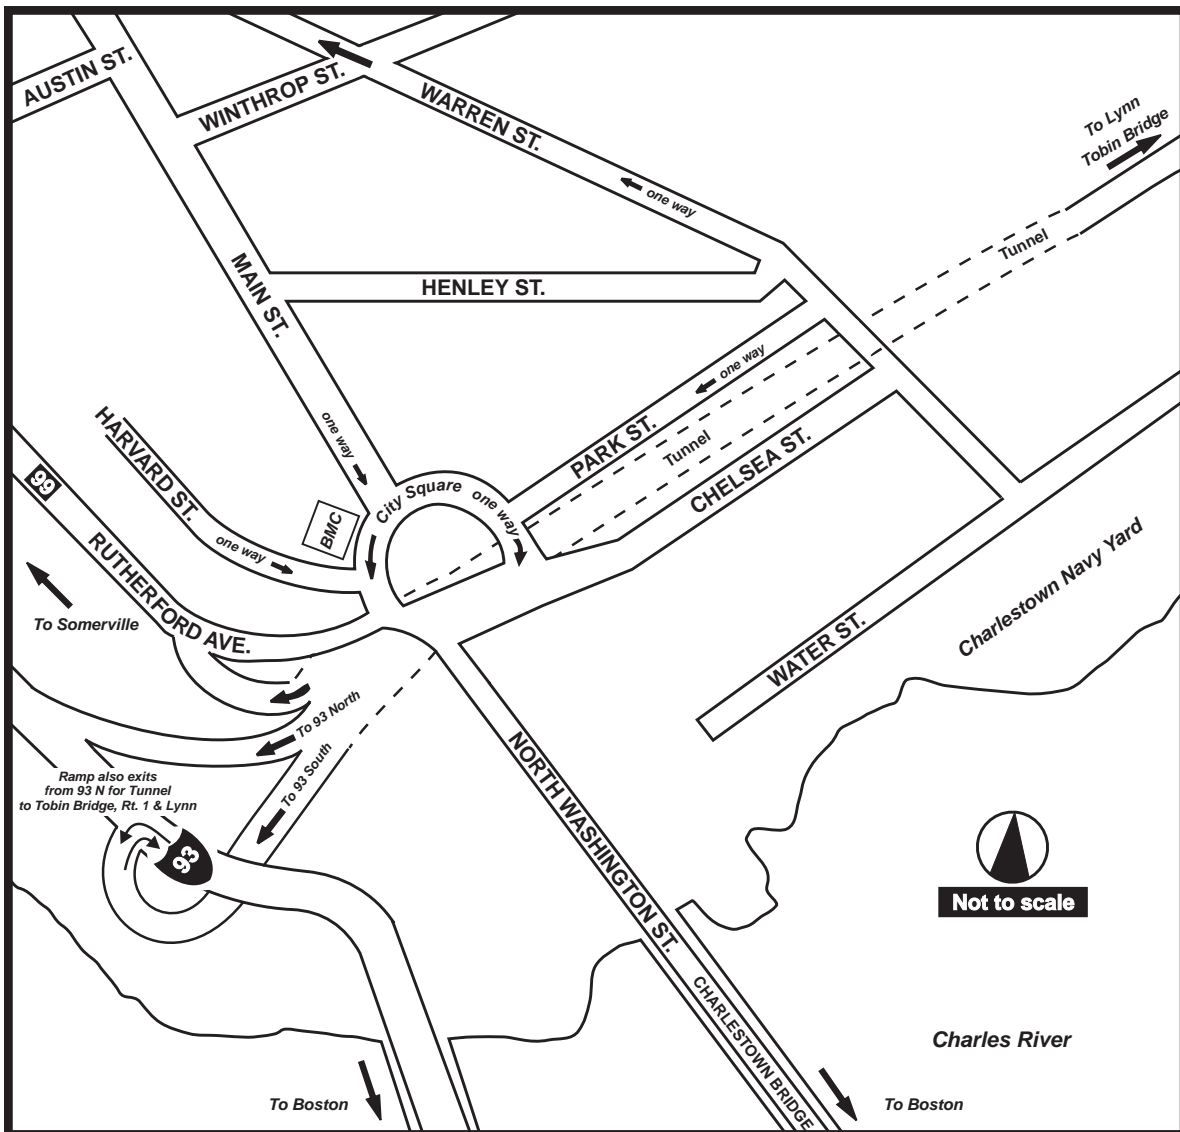 AUSTIN ST.
WINTHROP ST.
WARREN ST.
To Lynn
Tobin Bridge
one way
Tunnel
MAIN ST.
HENLEY ST.
one way
PARK ST.
Tunnel
CHELSEA ST.
one way
HARVARD ST.
99
BMC
City Square
one way
one way
RUTHERFORD AVE.
To Somerville
Charlestown Navy Yard
WATER ST.
To 93 North
To 93 South
NORTH WASHINGTON ST.
Ramp also exits
from 93 N for Tunnel
to Tobin Bridge, Rt. 1 & Lynn
93
Not to scale
CHARLESTOWN BRIDGE
Charles River
To Boston
To Boston